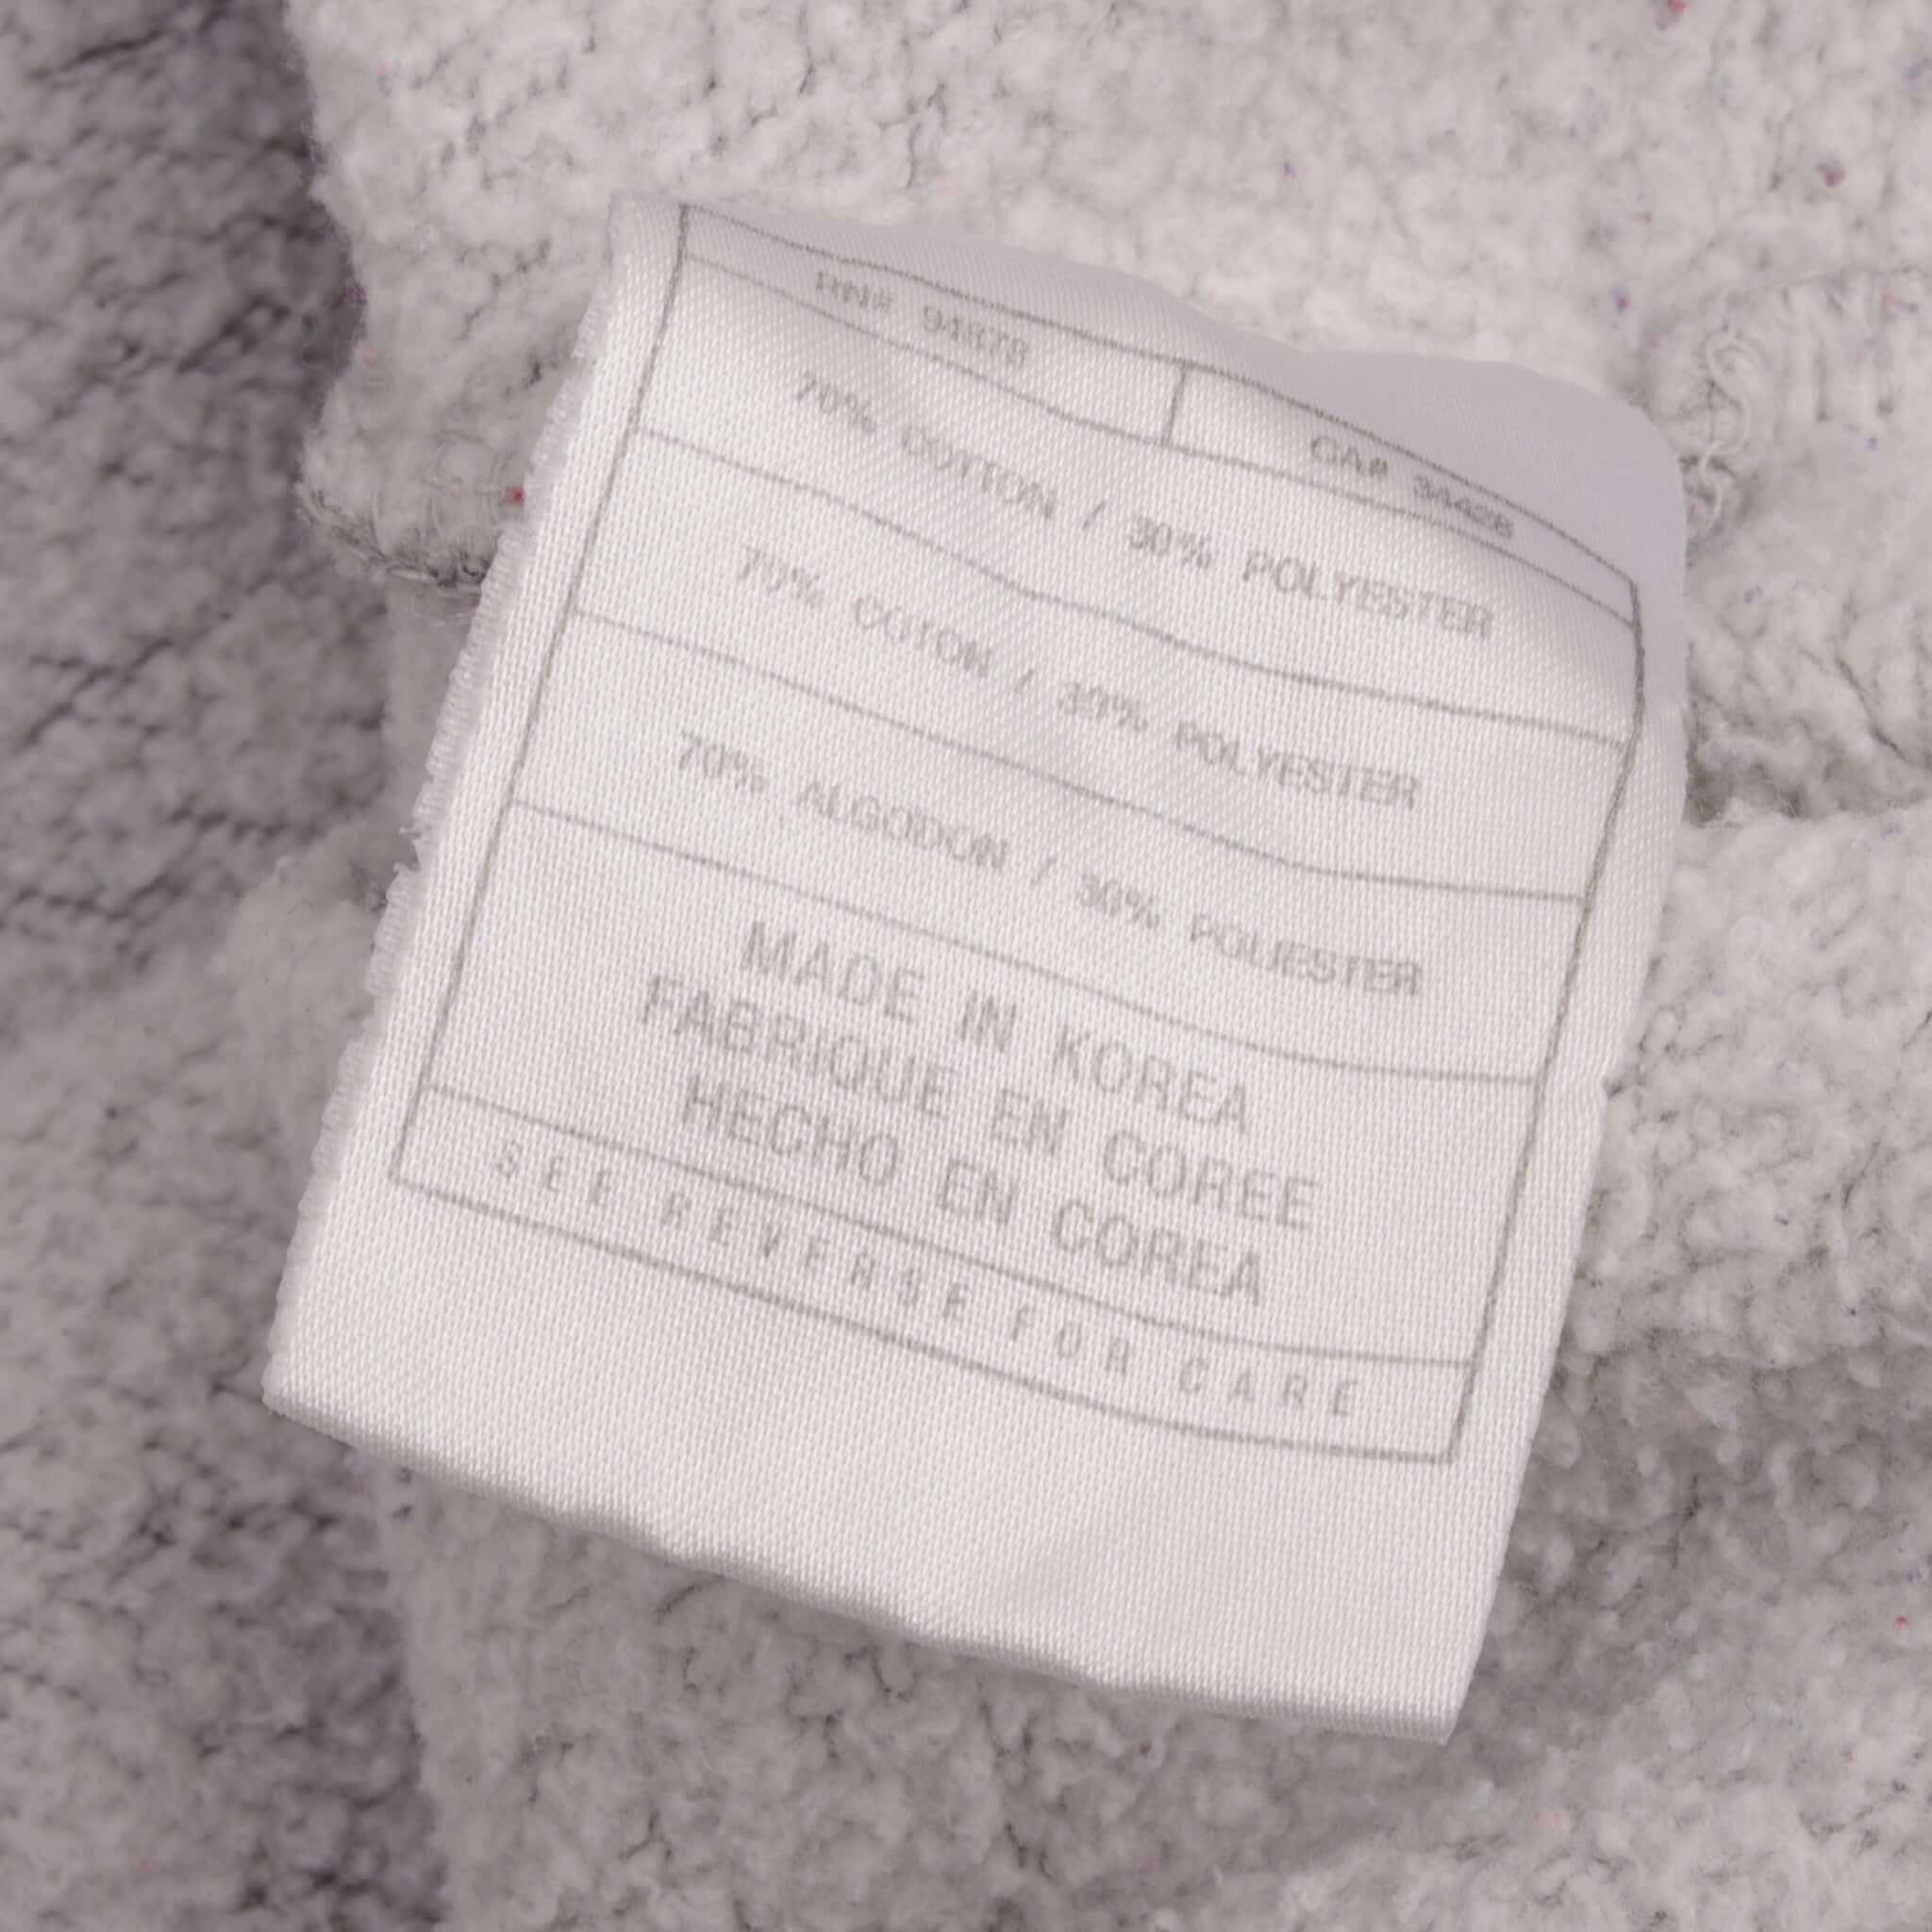 RN# 94878
CA# 34428
70% COTTON / 30% POLYESTER
70% COTON / 30% POLYESTER
70% ALGODON / 30% POLIESTER
MADE IN KOREA
FABRIQUE EN COREE
HECHO EN COREA
SEE REVERSE FOR CARE